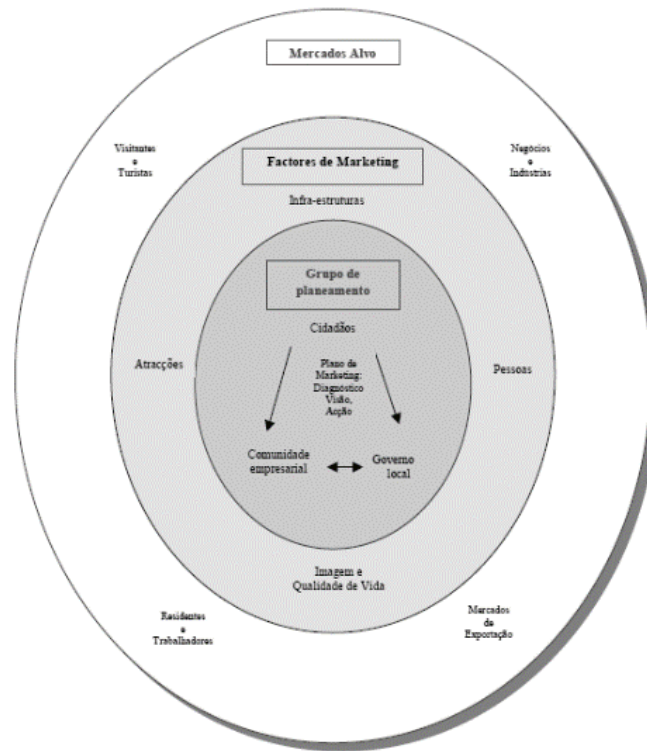 Mercados Alvo
Visitantes
e
Turistas
Negócios
e
Indústrias
Factores de Marketing
Infra-estruturas
Grupo de
planeamento
Cidadãos
Atracções
Plano de
Marketing:
Diagnóstico
Visão,
Acção
Pessoas
Comunidade
empresarial
Governo
local
Imagem e
Qualidade de Vida
Residentes
e
Trabalhadores
Mercados
de
Exportação